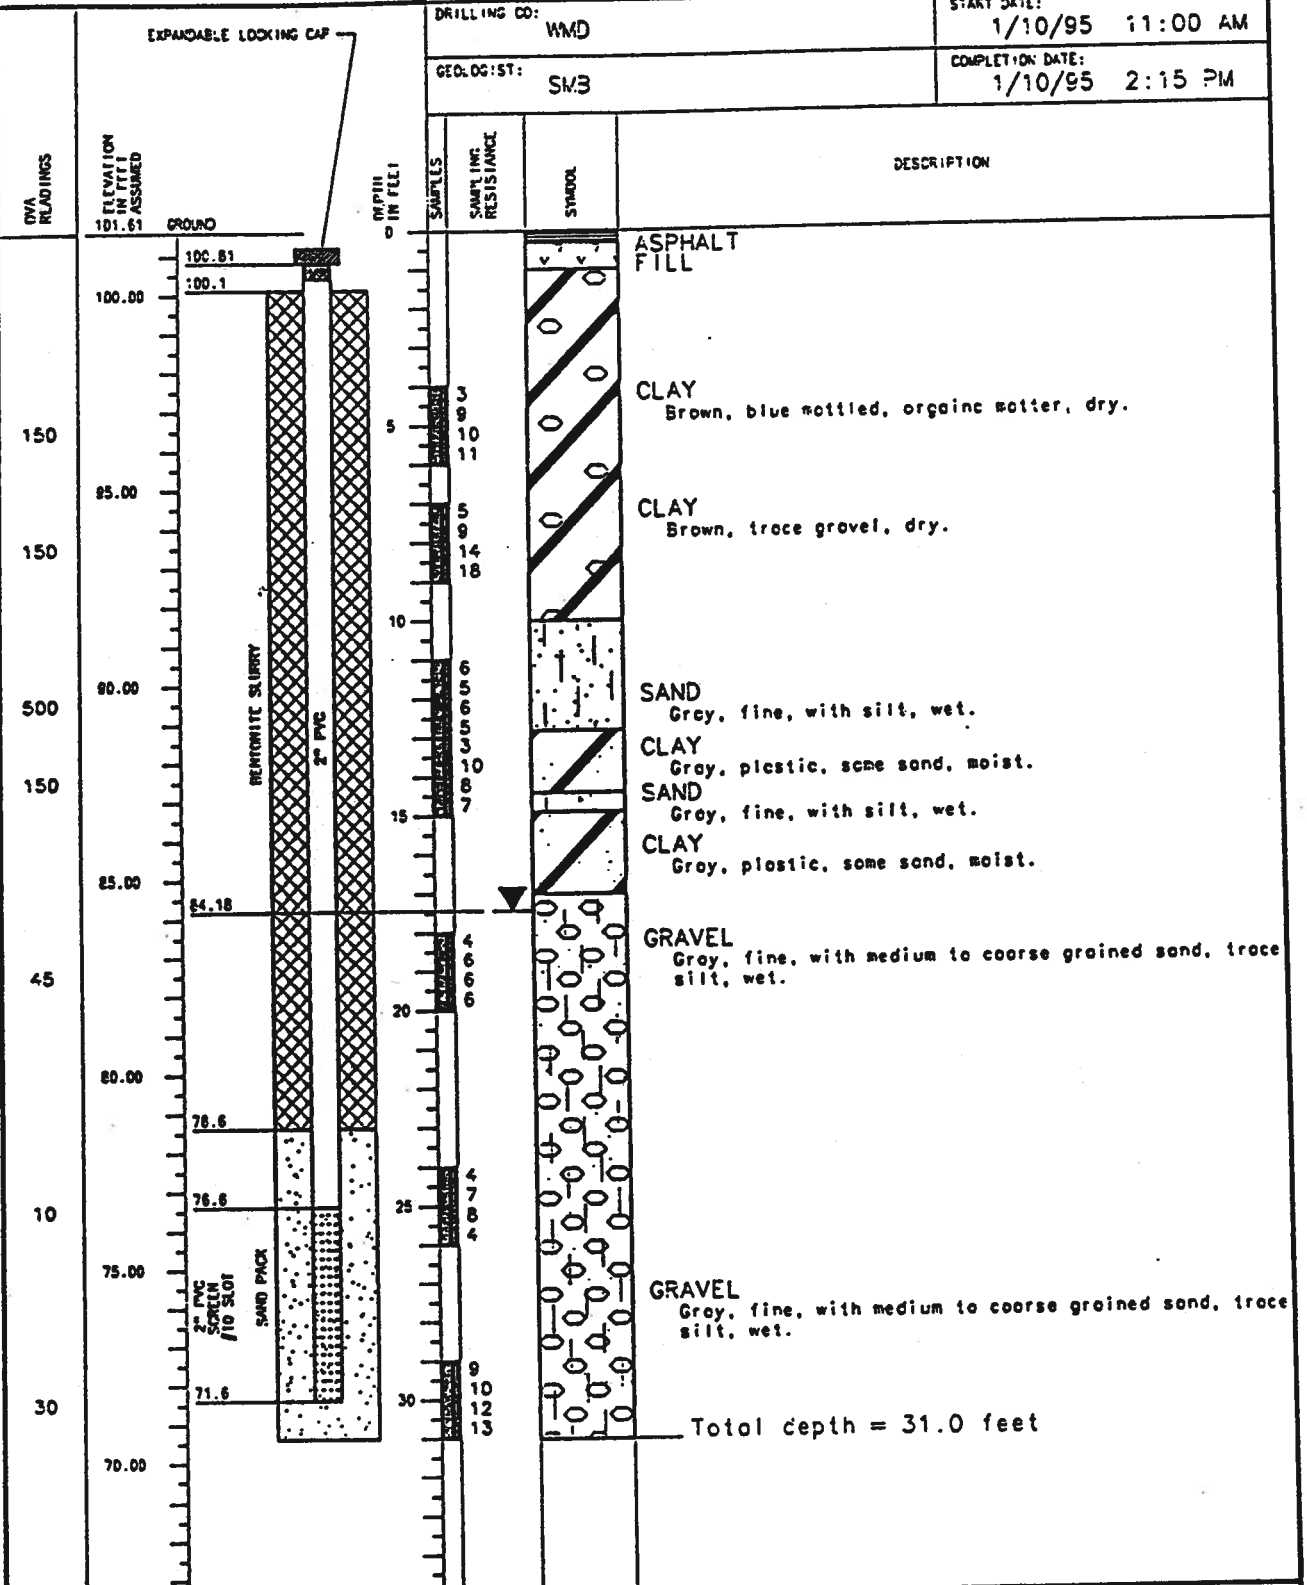 DRILLING CO:
WMD
START DATE:
1/10/95 11:00 AM
GEOLOGIST:
SMB
COMPLETION DATE:
1/10/95 2:15 PM
EXPANDABLE LOCKING CAP
OVA READINGS
ELEVATION IN FEET ASSUMED
DEPTH IN FEET
SAMPLES
SAMPLING RESISTANCE
SYMBOL
DESCRIPTION
101.61 GROUND
0
ASPHALT
FILL
100.81
100.1
100.00
CLAY
Brown, blue mottled, orgainc matter, dry.
3
9
10
11
5
150
95.00
CLAY
Brown, trace gravel, dry.
5
9
14
18
150
10
BENTONITE SLURRY
2" PVC
90.00
500
150
6
5
6
5
3
10
8
7
15
SAND
Gray, fine, with silt, wet.
CLAY
Gray, plastic, some sand, moist.
SAND
Gray, fine, with silt, wet.
CLAY
Gray, plastic, some sand, moist.
85.00
84.18
GRAVEL
Gray, fine, with medium to coarse grained sand, trace
silt, wet.
4
6
6
6
45
20
80.00
78.6
76.6
4
7
8
4
10
25
75.00
2" PVC
SCREEN
#10 SLOT
SAND PACK
GRAVEL
Gray, fine, with medium to coarse grained sand, trace
silt, wet.
71.6
9
10
12
13
30
30
Total depth = 31.0 feet
70.00